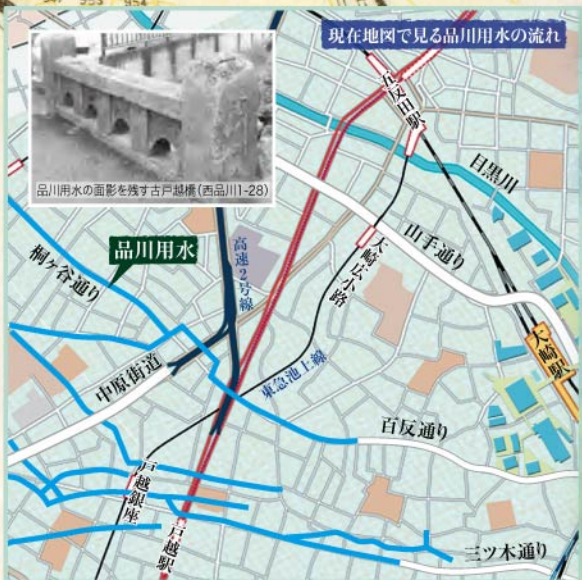 現在地図で見る品川用水の流れ
品川用水の面影を残す古戸越橋(西品川1-28)
五反田駅
目黒川
山手通り
大崎広小路
高速2号線
品川用水
桐ヶ谷通り
中原街道
東急池上線
大崎駅
百反通り
戸越銀座
戸越駅
三ツ木通り